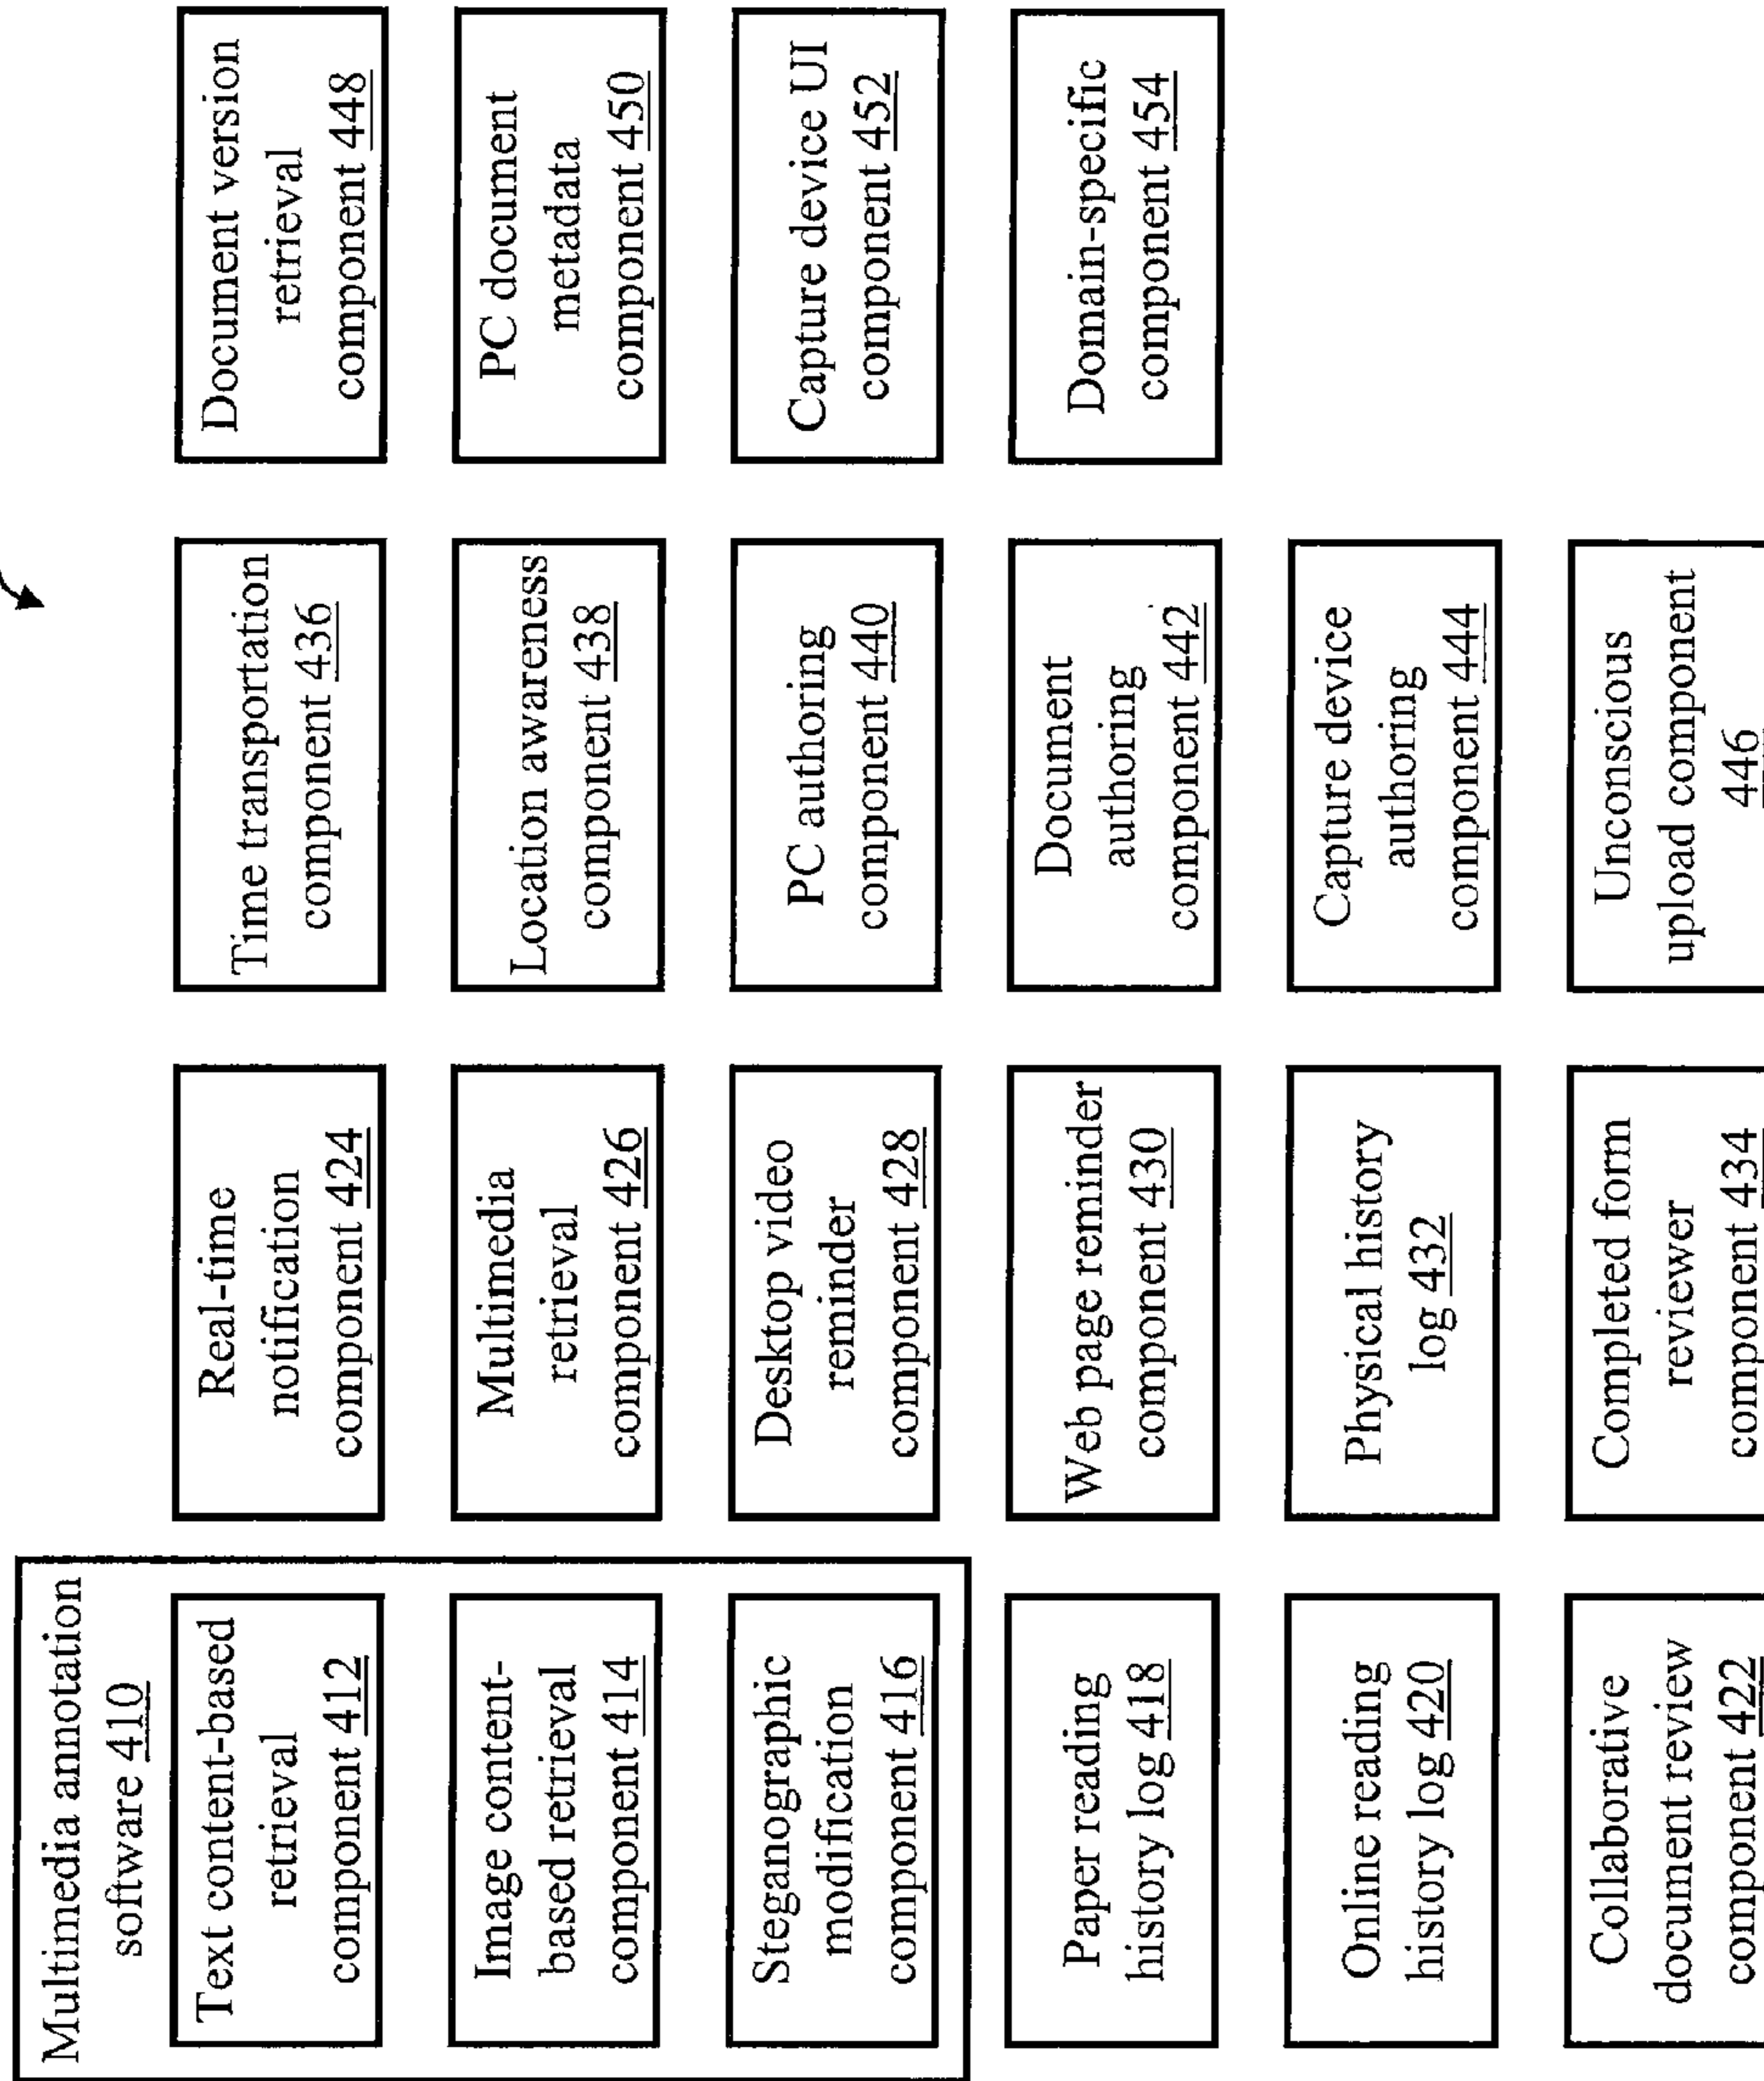 Multimedia annotation
software 410
Text content-based
retrieval
component 412
Image content-
based retrieval
component 414
Steganographic
modification
component 416
Paper reading
history log 418
Online reading
history log 420
Collaborative
document review
component 422
Real-time
notification
component 424
Multimedia
retrieval
component 426
Desktop video
reminder
component 428
Web page reminder
component 430
Physical history
log 432
Completed form
reviewer
component 434
Time transportation
component 436
Location awareness
component 438
PC authoring
component 440
Document
authoring
component 442
Capture device
authoring
component 444
Unconscious
upload component
446
Document version
retrieval
component 448
PC document
metadata
component 450
Capture device UI
component 452
Domain-specific
component 454